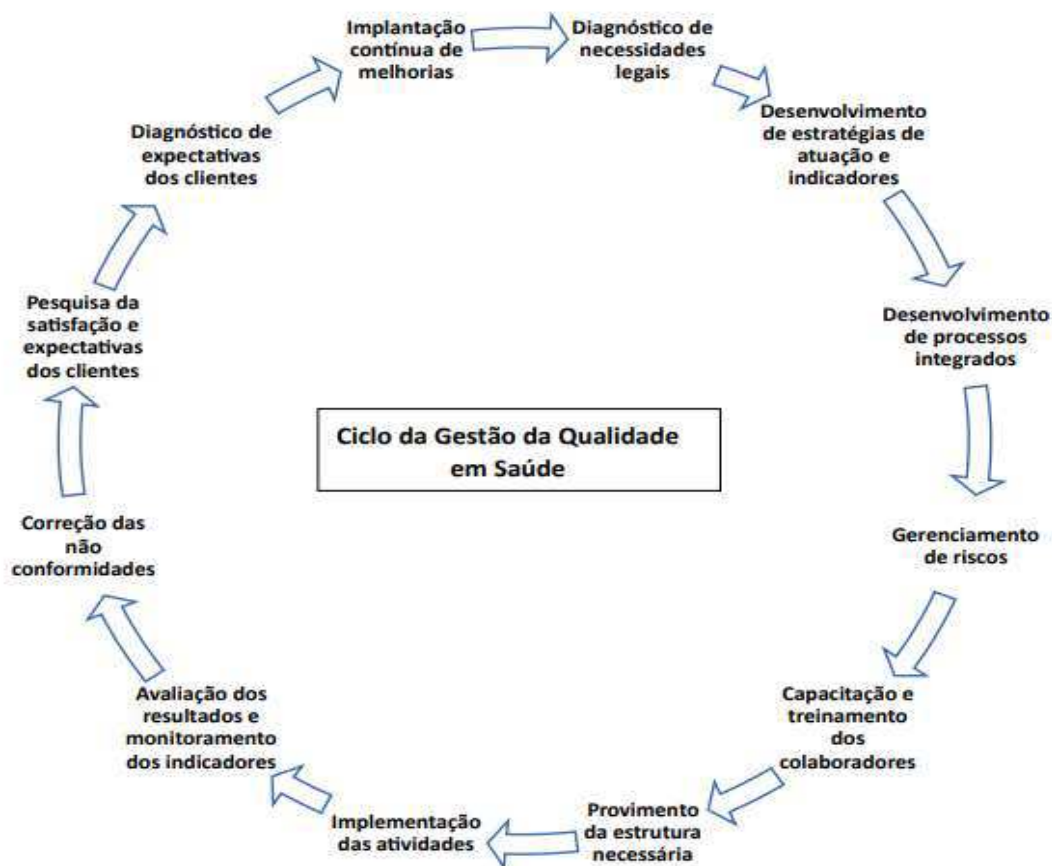 Implantação
contínua de
melhorias
Diagnóstico de
necessidades
legais
Desenvolvimento
de estratégias de
atuação e
indicadores
Desenvolvimento
de processos
integrados
Gerenciamento
de riscos
Capacitação e
treinamento
dos
colaboradores
Provimento
da estrutura
necessária
Implementação
das atividades
Avaliação dos
resultados e
monitoramento
dos indicadores
Correção das
não
conformidades
Pesquisa da
satisfação e
expectativas
dos clientes
Diagnóstico de
expectativas
dos clientes
Ciclo da Gestão da Qualidade
em Saúde